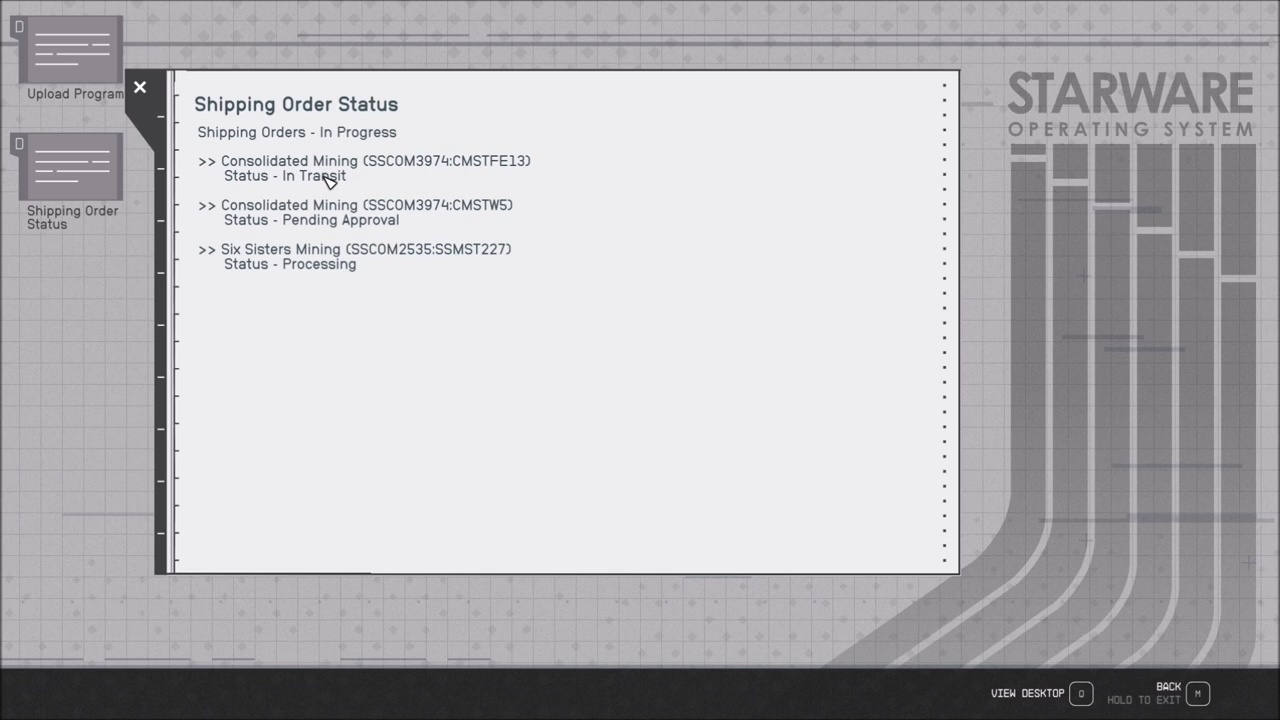 Upload Program
Shipping Order
Status
Shipping Order Status
Shipping Orders - In Progress
>> Consolidated Mining (SSCOM3974:CMSTFE13)
Status - In Transit
>> Consolidated Mining (SSCOM3974:CMSTW5)
Status - Pending Approval
>> Six Sisters Mining (SSCOM2535:SSMST227)
Status - Processing
STARWARE
OPERATING SYSTEM
VIEW DESKTOP Q
BACK
HOLD TO EXIT M